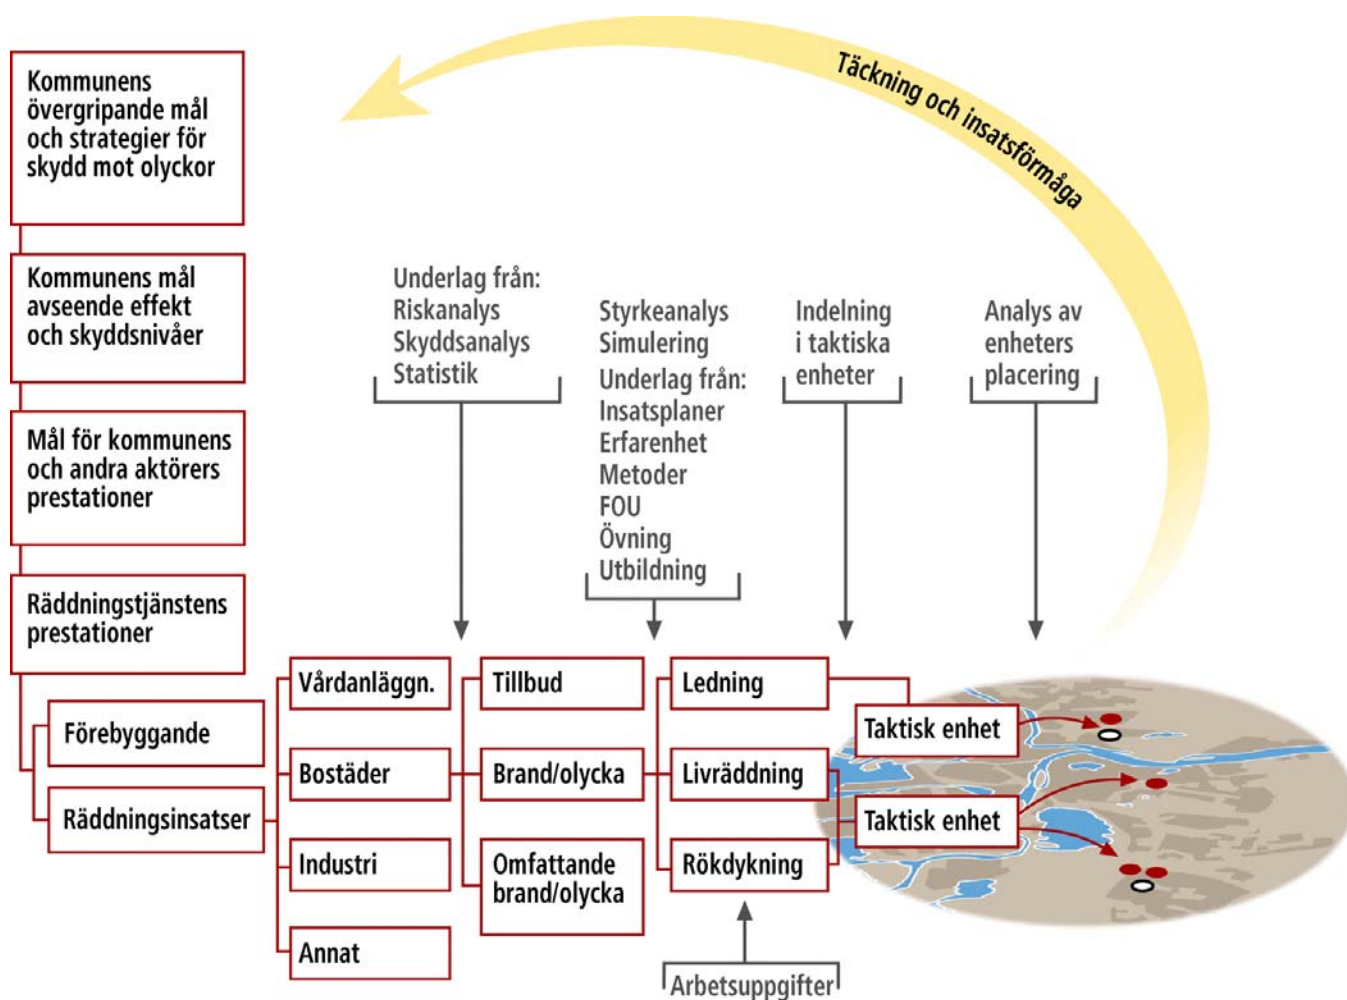 Kommunens
övergripande mål
och strategier för
skydd mot olyckor
Kommunens mål
avseende effekt
och skyddsnivåer
Mål för kommunens
och andra aktörers
prestationer
Räddningstjänstens
prestationer
Förebyggande
Räddningsinsatser
Underlag från:
Riskanalys
Skyddsanalys
Statistik
Vårdanläggn.
Bostäder
Industri
Annat
Styrkeanalys
Simulering
Underlag från:
Insatsplaner
Erfarenhet
Metoder
FOU
Övning
Utbildning
Tillbud
Brand/olycka
Omfattande
brand/olycka
Indelning
i taktiska
enheter
Ledning
Livräddning
Rökdykning
Arbetsuppgifter
Analys av
enheters
placering
Taktisk enhet
Taktisk enhet
Täckning och insatsförmåga